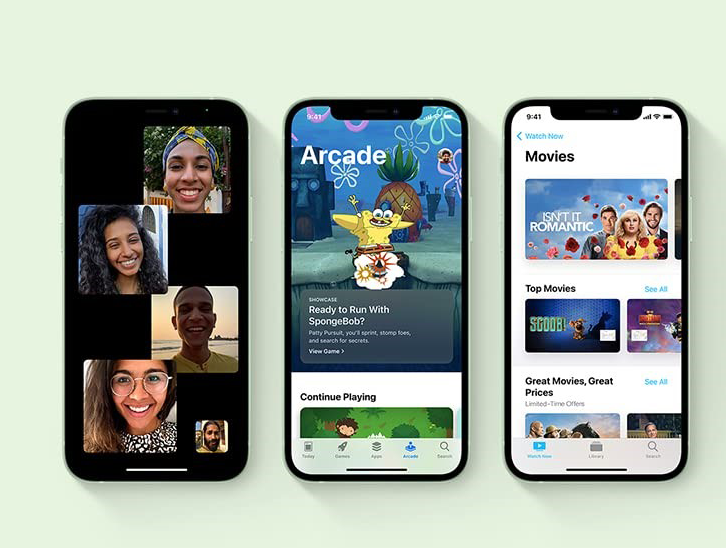 9:41
Arcade
SHOWCASE
Ready to Run With
SpongeBob?
Patty Pursuit, you'll sprint, stomp foes,
and search for secrets.
View Game >
Continue Playing
Today
Games
Apps
Arcade
Search
9:41
< Watch Now
Movies
ISN'T IT
ROMANTIC
Top Movies
See All
SCOOB!
Great Movies, Great
Prices
See All
Limited-Time Offers
Watch Now
Library
Search